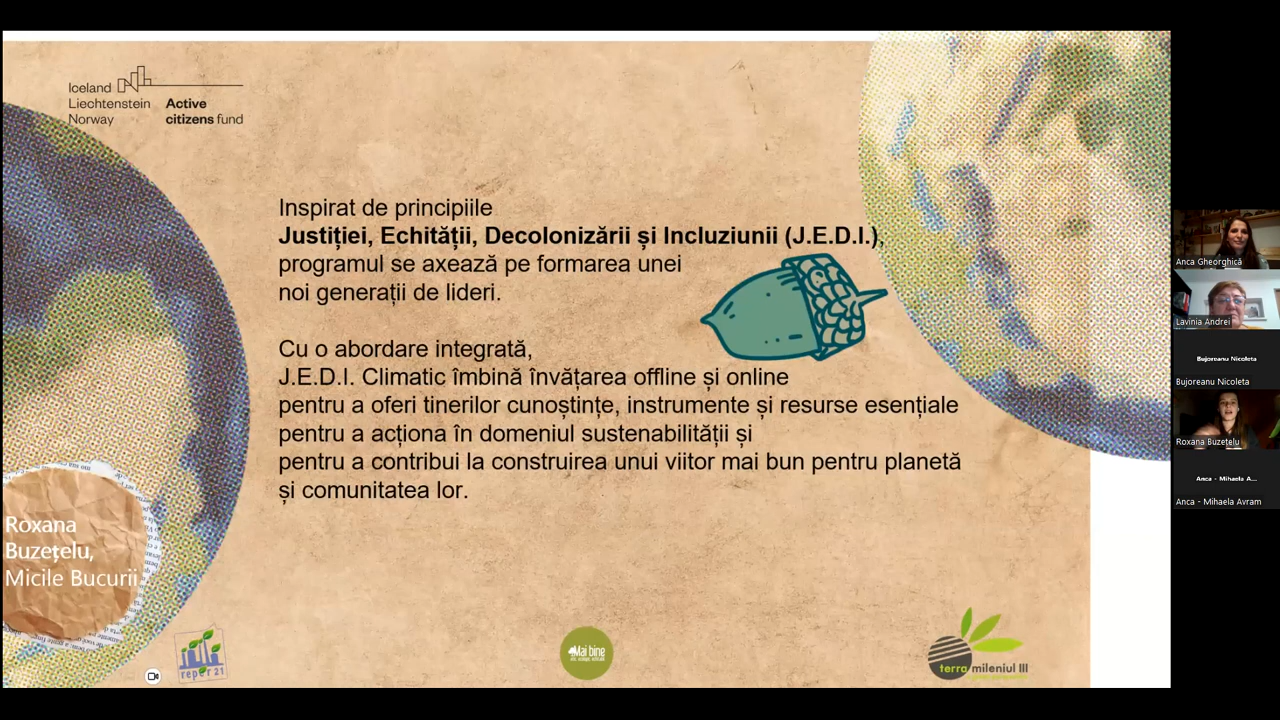 Iceland
Liechtenstein
Norway
Active
citizens fund
Inspirat de principiile
Justiției, Echității, Decolonizării și Incluziunii (J.E.D.I.),
programul se axează pe formarea unei
noi generații de lideri.
Cu o abordare integrată,
J.E.D.I. Climatic îmbină învățarea offline și online
pentru a oferi tinerilor cunoștințe, instrumente și resurse esențiale
pentru a acționa în domeniul sustenabilității și
pentru a contribui la construirea unui viitor mai bun pentru planetă
și comunitatea lor.
Roxana
Buzețelu,
Micile Bucurii
reper 21
Mai bine
terra mileniul III
Anca Gheorghică
Lavinia Andrei
Bujoreanu Nicoleta
Bujoreanu Nicoleta
Roxana Buzețelu
Anca - Mihaela A...
Anca - Mihaela Avram